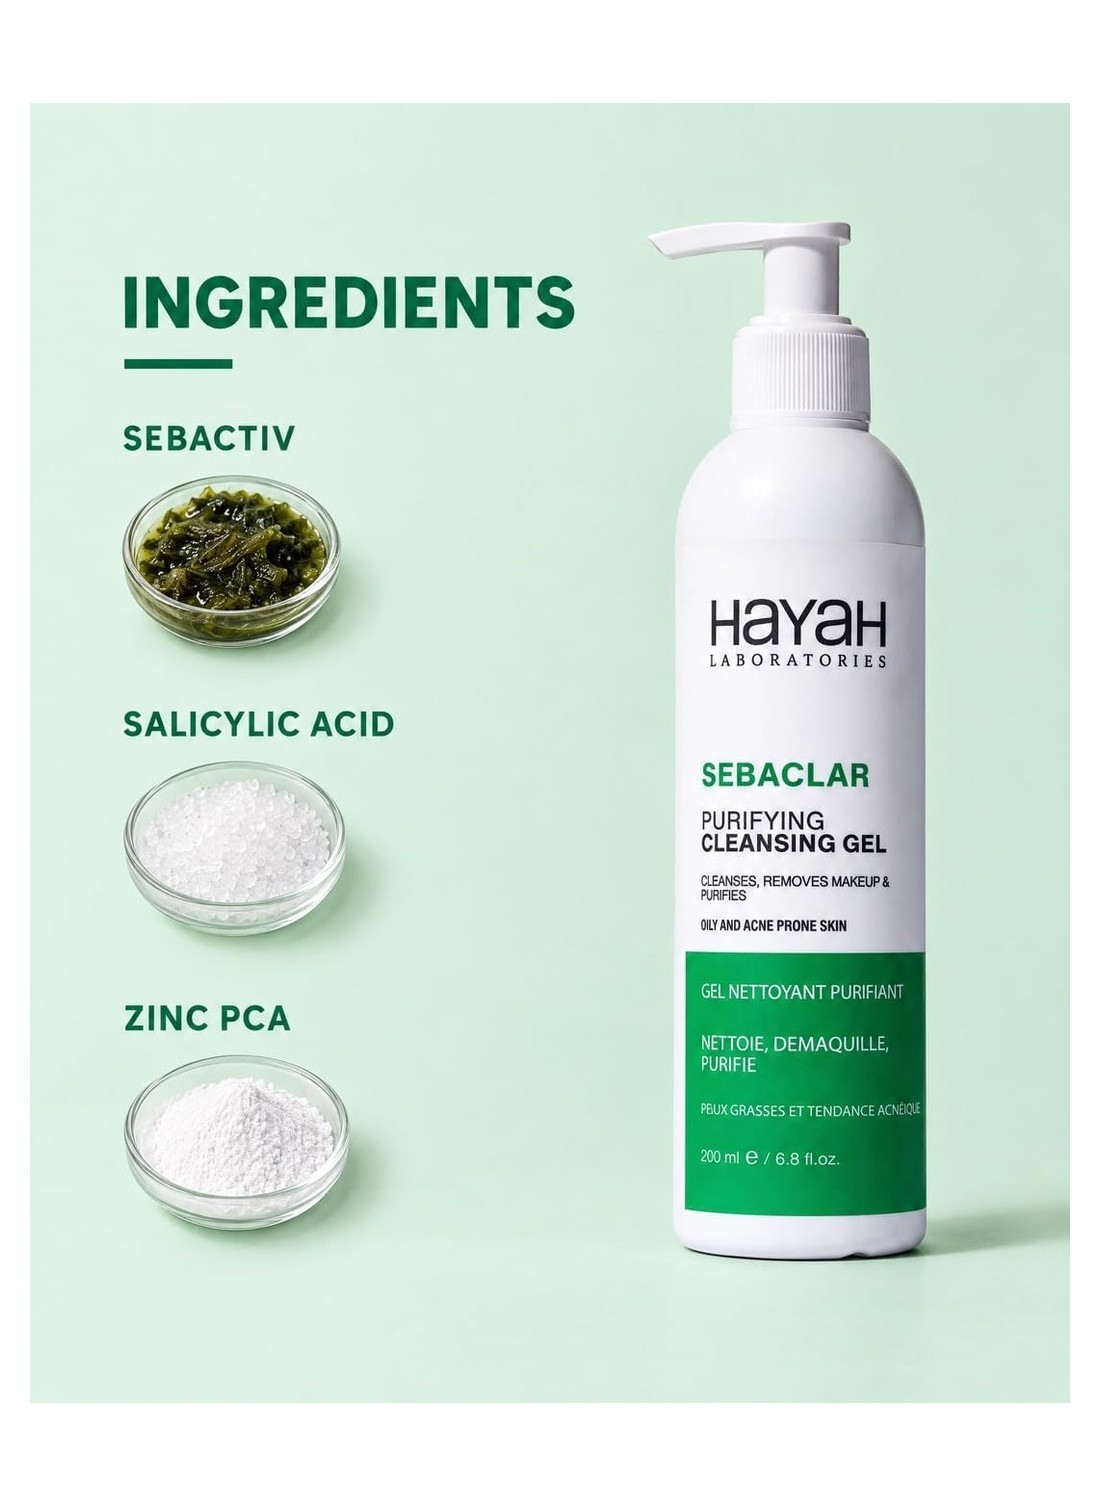 INGREDIENTS
SEBACTIV
SALICYLIC ACID
ZINC PCA
HAYAH
LABORATORIES
SEBACLAR
PURIFYING
CLEANSING GEL
CLEANSES, REMOVES MAKEUP &
PURIFIES
OILY AND ACNE PRONE SKIN
GEL NETTOYANT PURIFIANT
NETTOIE, DEMAQUILLE,
PURIFIE
PEUX GRASSES ET TENDANCE ACNÉIQUE
200 ml e / 6.8 fl.oz.